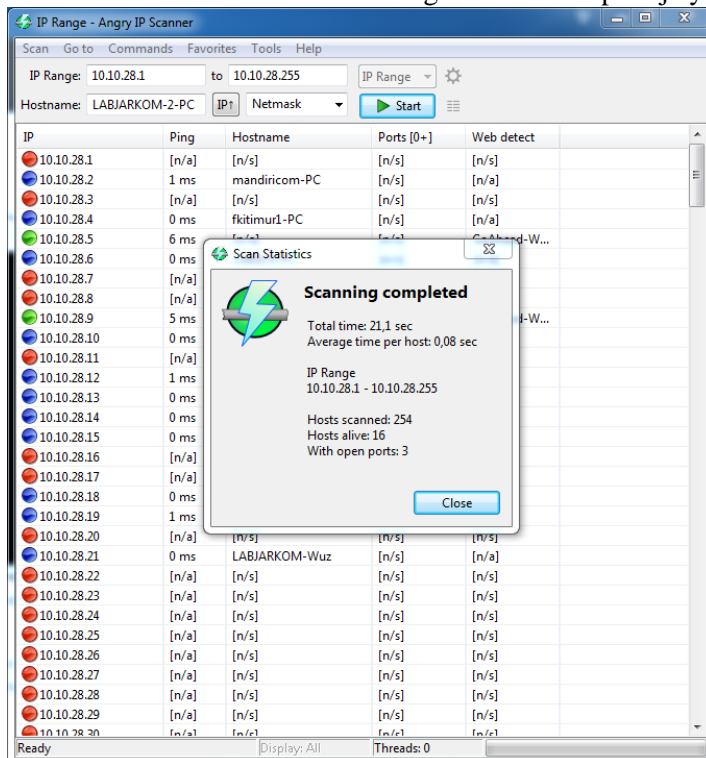 IP Range - Angry IP Scanner
Scan Go to Commands Favorites Tools Help
IP Range: 10.10.28.1 to 10.10.28.255 IP Range
Hostname: LABJARKOM-2-PC IP↑ Netmask Start
IP Ping Hostname Ports [0+] Web detect
10.10.28.1 [n/a] [n/s] [n/s] [n/s]
10.10.28.2 1 ms mandiricom-PC [n/s] [n/a]
10.10.28.3 [n/a] [n/s] [n/s] [n/s]
10.10.28.4 0 ms fkitimur1-PC [n/s] [n/a]
10.10.28.5 6 ms
10.10.28.6 0 ms
10.10.28.7 [n/a]
10.10.28.8 [n/a]
10.10.28.9 5 ms
10.10.28.10 0 ms
10.10.28.11 [n/a]
10.10.28.12 1 ms
10.10.28.13 0 ms
10.10.28.14 0 ms
10.10.28.15 0 ms
10.10.28.16 [n/a]
10.10.28.17 [n/a]
10.10.28.18 0 ms
10.10.28.19 1 ms
10.10.28.20 [n/a] [n/s] [n/s] [n/s]
10.10.28.21 0 ms LABJARKOM-Wuz [n/s] [n/a]
10.10.28.22 [n/a] [n/s] [n/s] [n/s]
10.10.28.23 [n/a] [n/s] [n/s] [n/s]
10.10.28.24 [n/a] [n/s] [n/s] [n/s]
10.10.28.25 [n/a] [n/s] [n/s] [n/s]
10.10.28.26 [n/a] [n/s] [n/s] [n/s]
10.10.28.27 [n/a] [n/s] [n/s] [n/s]
10.10.28.28 [n/a] [n/s] [n/s] [n/s]
10.10.28.29 [n/a] [n/s] [n/s] [n/s]
10.10.28.30 [n/a] [n/s] [n/s] [n/s]
Scan Statistics
Scanning completed
Total time: 21,1 sec
Average time per host: 0,08 sec
IP Range
10.10.28.1 - 10.10.28.255
Hosts scanned: 254
Hosts alive: 16
With open ports: 3
Close
Ready Display: All Threads: 0